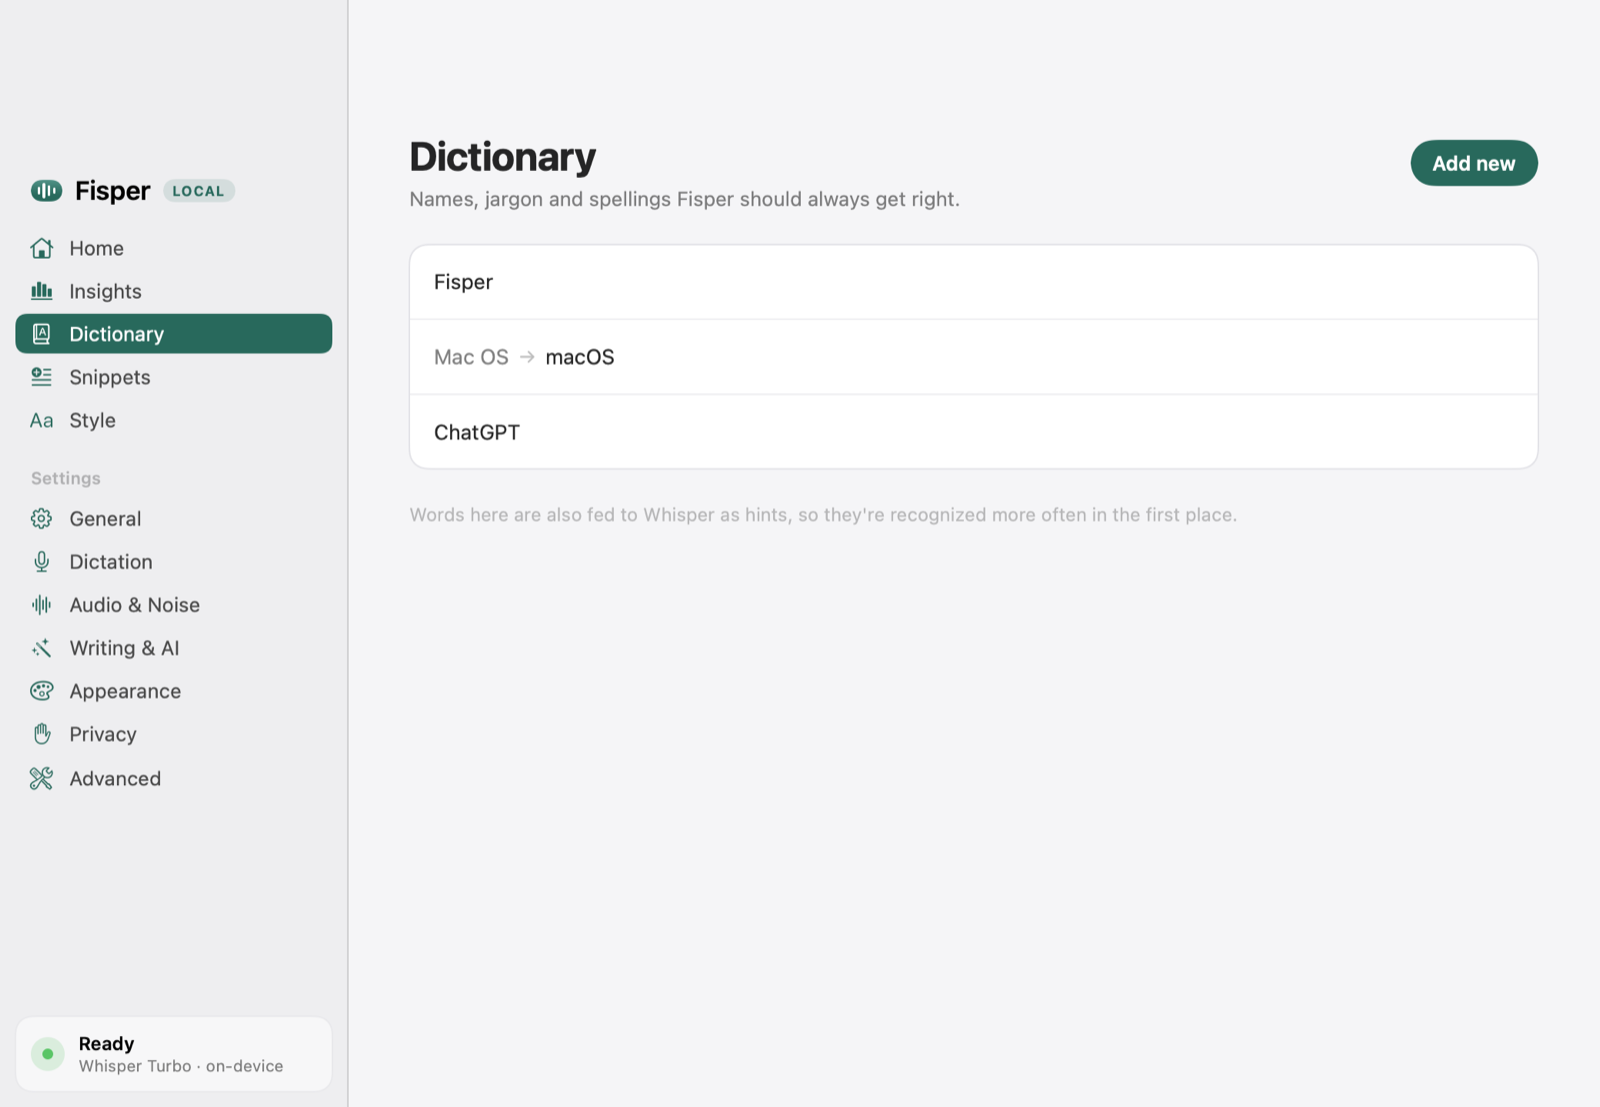 Fisper LOCAL
Home
Insights
Dictionary
Snippets
Aa Style
Settings
General
Dictation
Audio & Noise
Writing & AI
Appearance
Privacy
Advanced
Ready
Whisper Turbo · on-device
Dictionary
Add new
Names, jargon and spellings Fisper should always get right.
Fisper
Mac OS → macOS
ChatGPT
Words here are also fed to Whisper as hints, so they're recognized more often in the first place.